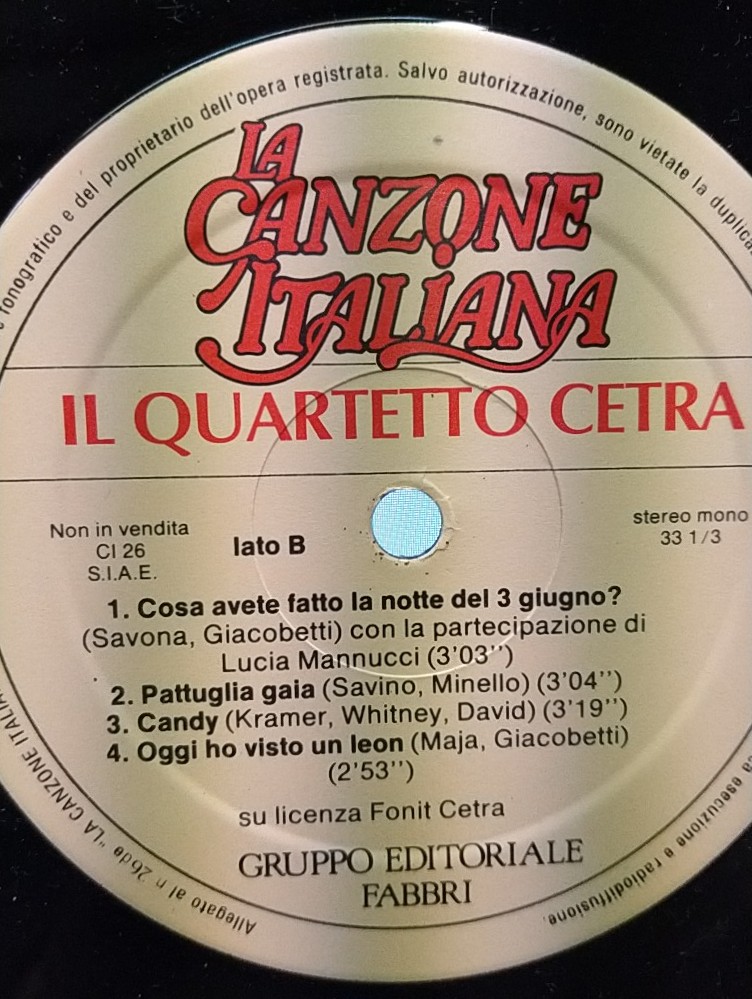 fonografico e del proprietario dell'opera registrata. Salvo autorizzazione, sono vietate la
LA
CANZONE
ITALIANA
IL QUARTETTO CETRA
Non in vendita
CI 26
S.I.A.E.
lato B
stereo mono
33 1/3
1. Cosa avete fatto la notte del 3 giugno?
(Savona, Giacobetti) con la partecipazione di
Lucia Mannucci (3'03'')
2. Pattuglia gaia (Savino, Minello) (3'04'')
3. Candy (Kramer, Whitney, David) (3'19'')
4. Oggi ho visto un leon (Maja, Giacobetti)
(2'53'')
su licenza Fonit Cetra
GRUPPO EDITORIALE
FABBRI
esecuzione e radiodiffusione.
Allegato al n. 26 de "LA CANZONE